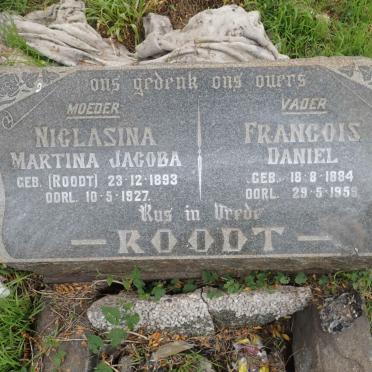 ons gedenk ons ouers
MOEDER
NIGLASINA
MARTINA JACOBA
GEB. (ROODT) 23-12-1893
OORL. 10-5-1927.
VADER
FRANCOIS
DANIEL
GEB. 18-8-1884
OORL. 29-5-1959
Rus in Vrede
— ROODT —